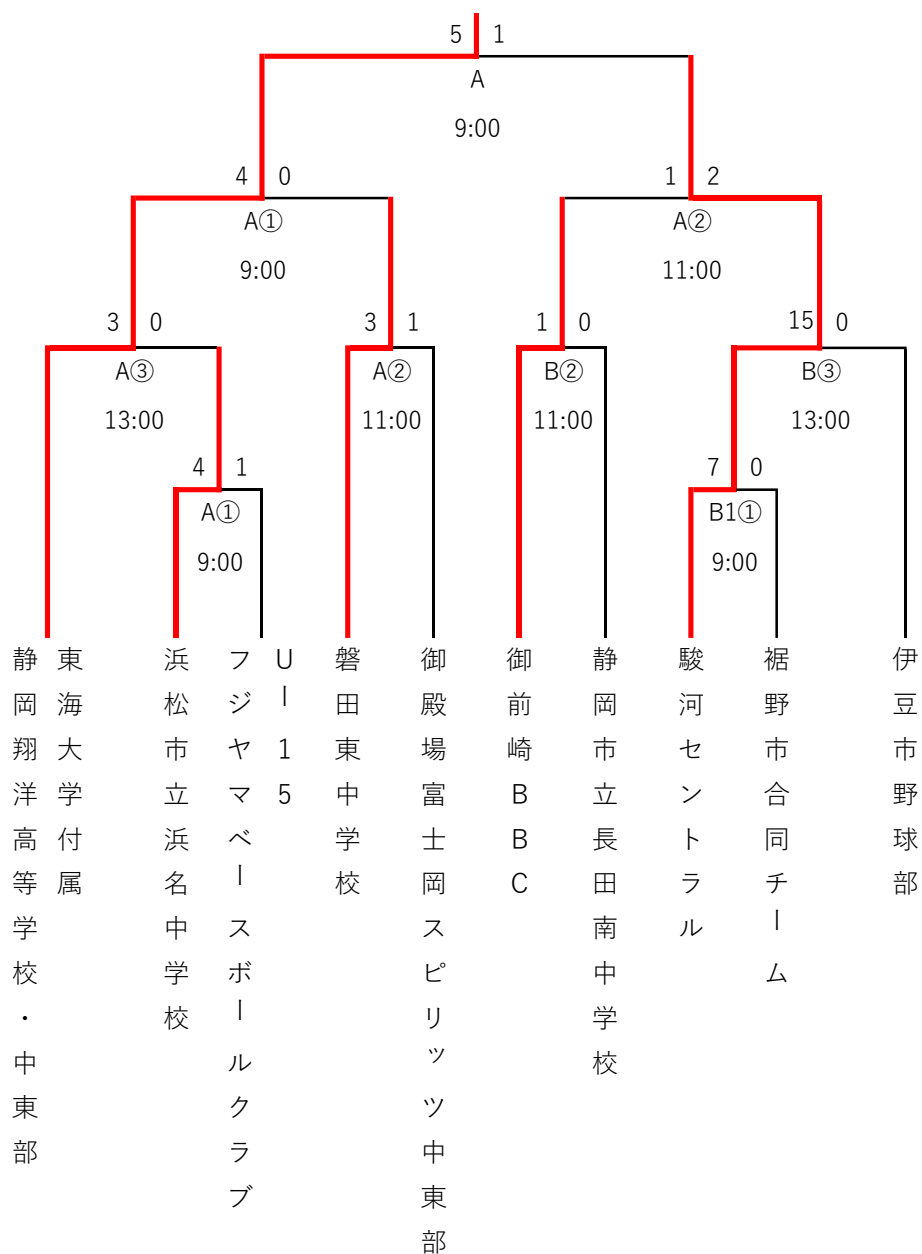 5 1
A
9:00
4 0
1 2
A①
A②
9:00
11:00
3 0
3 1
1 0
15 0
A③
A②
B②
B③
13:00
11:00
11:00
13:00
4 1
7 0
A①
B1①
9:00
9:00
東海大学付属
静岡翔洋高等学校・中東部
浜松市立浜名中学校
Uー15
フジヤマベースボールクラブ
磐田東中学校
御殿場富士岡スピリッツ中東部
御前崎BBC
静岡市立長田南中学校
駿河セントラル
裾野市合同チーム
伊豆市野球部